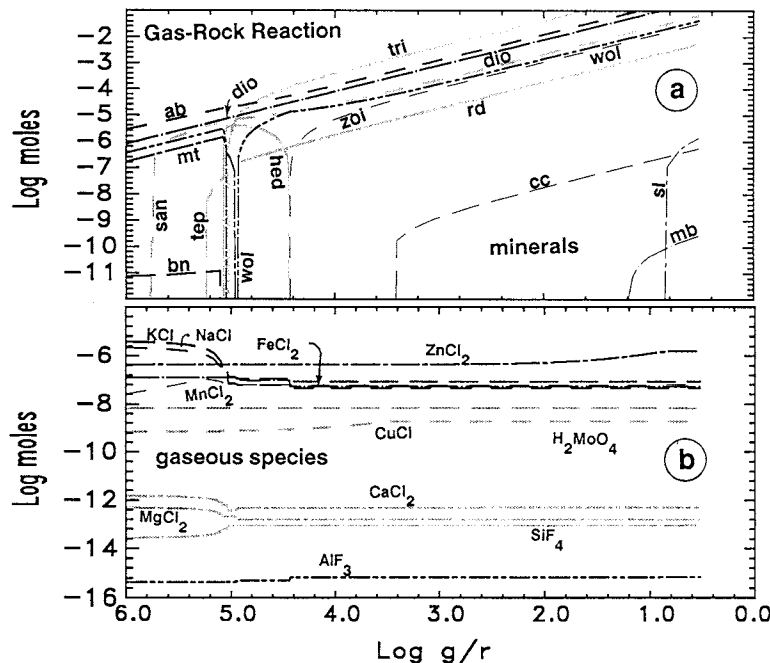 Gas-Rock Reaction
a
Log moles
-2
-3
-4
-5
-6
-7
-8
-9
-10
-11
tri
dio
dio
wol
ab
zoi
rd
mt
hed
san
tep
wol
bn
cc
sl
mb
minerals
b
Log moles
-6
-8
-10
-12
-14
-16
KCl
NaCl
FeCl2
ZnCl2
MnCl2
CuCl
H2MoO4
gaseous species
CaCl2
MgCl2
SiF4
AlF3
6.0 5.0 4.0 3.0 2.0 1.0 0.0
Log g/r